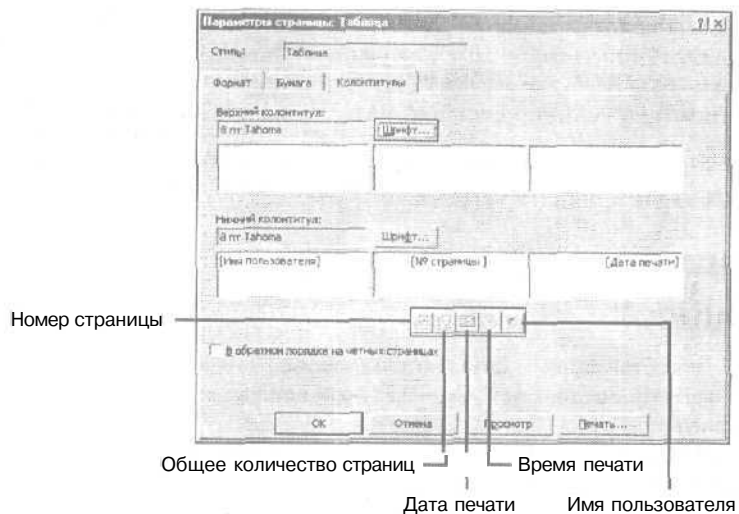 Параметры страницы: Таблица
Стиль: Таблица
Формат Бумага Колонтитулы
Верхний колонтитул:
8 пт Tahoma Шрифт...
Нижний колонтитул:
8 пт Tahoma Шрифт...
[Имя пользователя] [№ страницы ] [Дата печати]
Номер страницы
В обратном порядке на четных страницах
ОК Отмена Просмотр Печать...
Общее количество страниц Время печати
Дата печати Имя пользователя